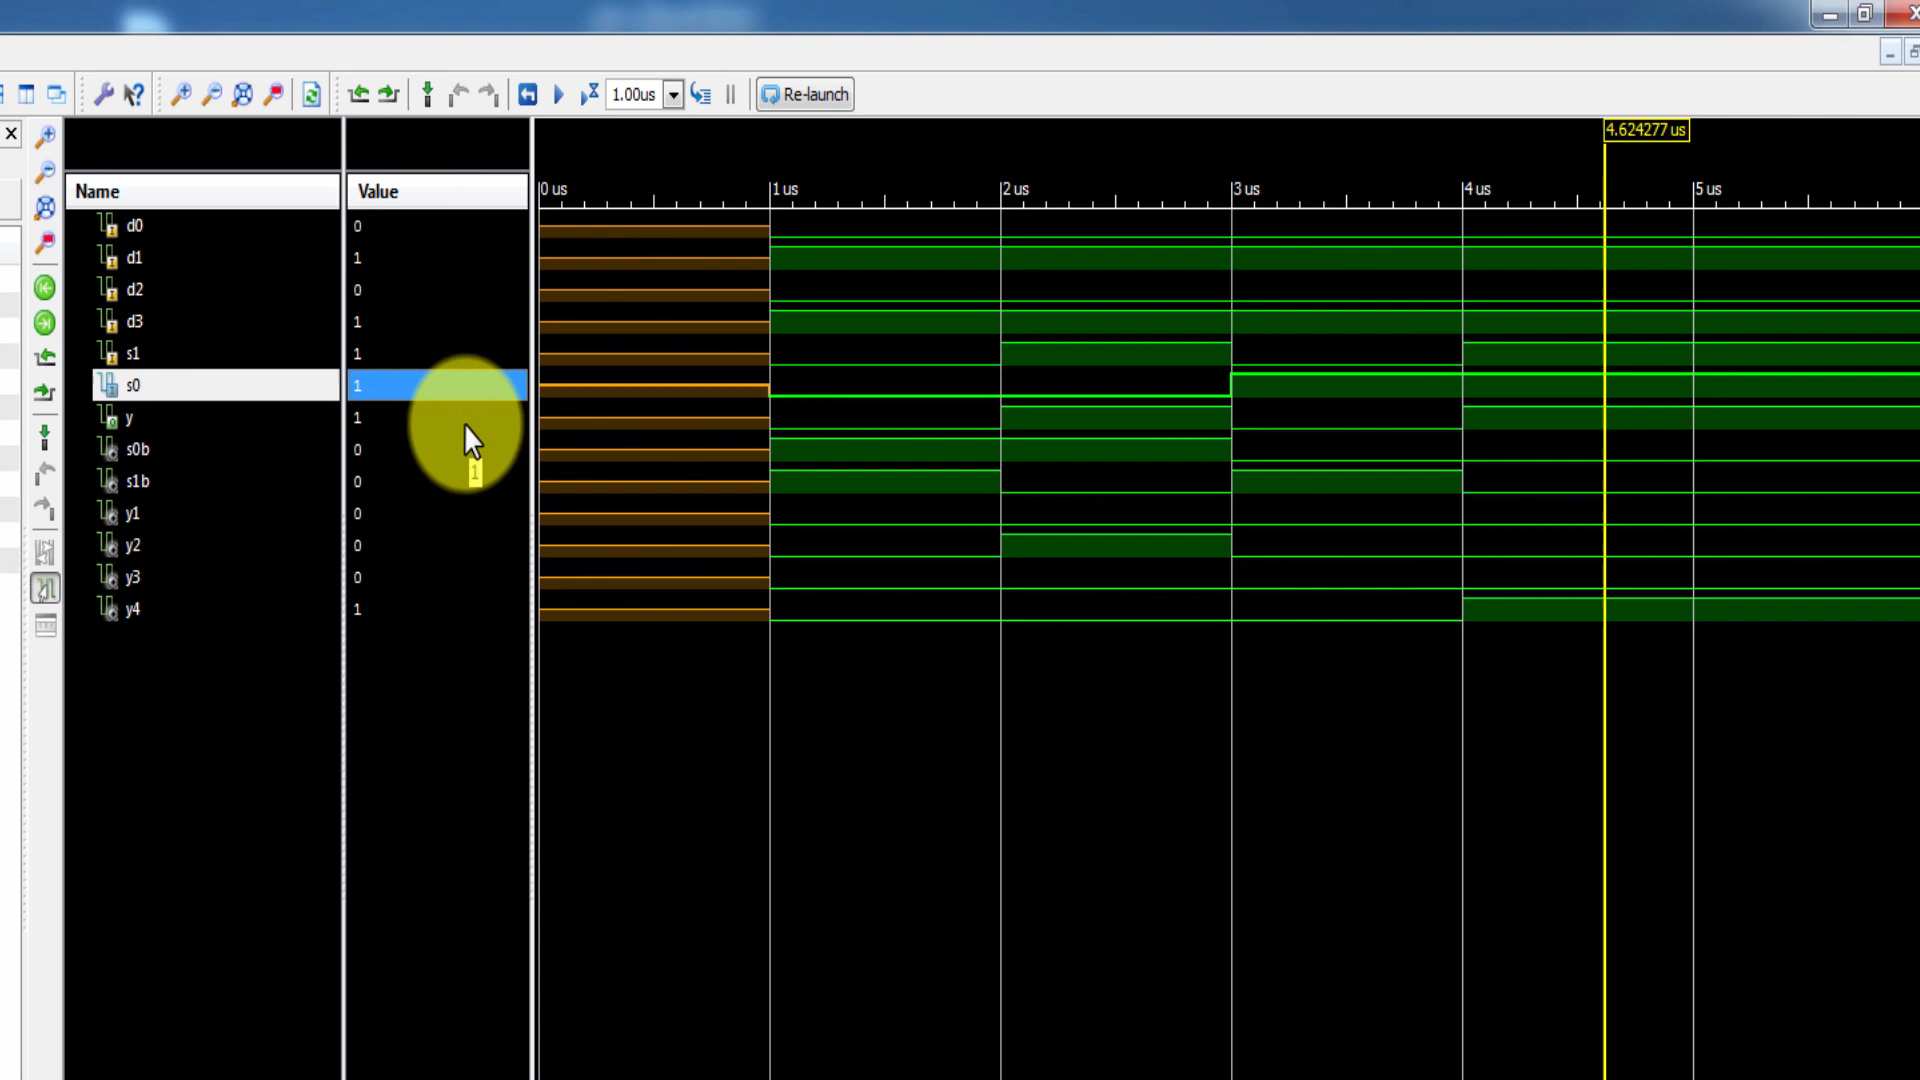 1.00us Re-launch
4.624277 us
Name Value 0 us 1 us 2 us 3 us 4 us 5 us
d0 0
d1 1
d2 0
d3 1
s1 1
s0 1
y 1
s0b 0
1
s1b 0
y1 0
y2 0
y3 0
y4 1